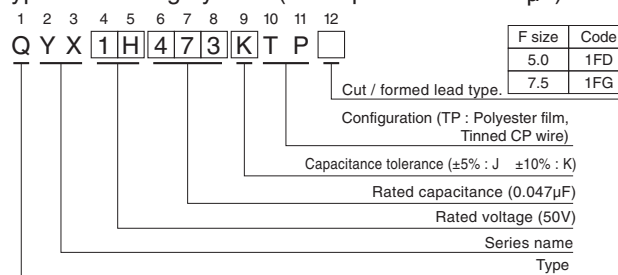 1 2 3 4 5 6 7 8 9 10 11 12
Q Y X 1 H 4 7 3 K T P
F size Code
5.0 1FD
7.5 1FG
Cut / formed lead type.
Configuration (TP : Polyester film,
Tinned CP wire)
Capacitance tolerance (±5% : J ±10% : K)
Rated capacitance (0.047µF)
Rated voltage (50V)
Series name
Type